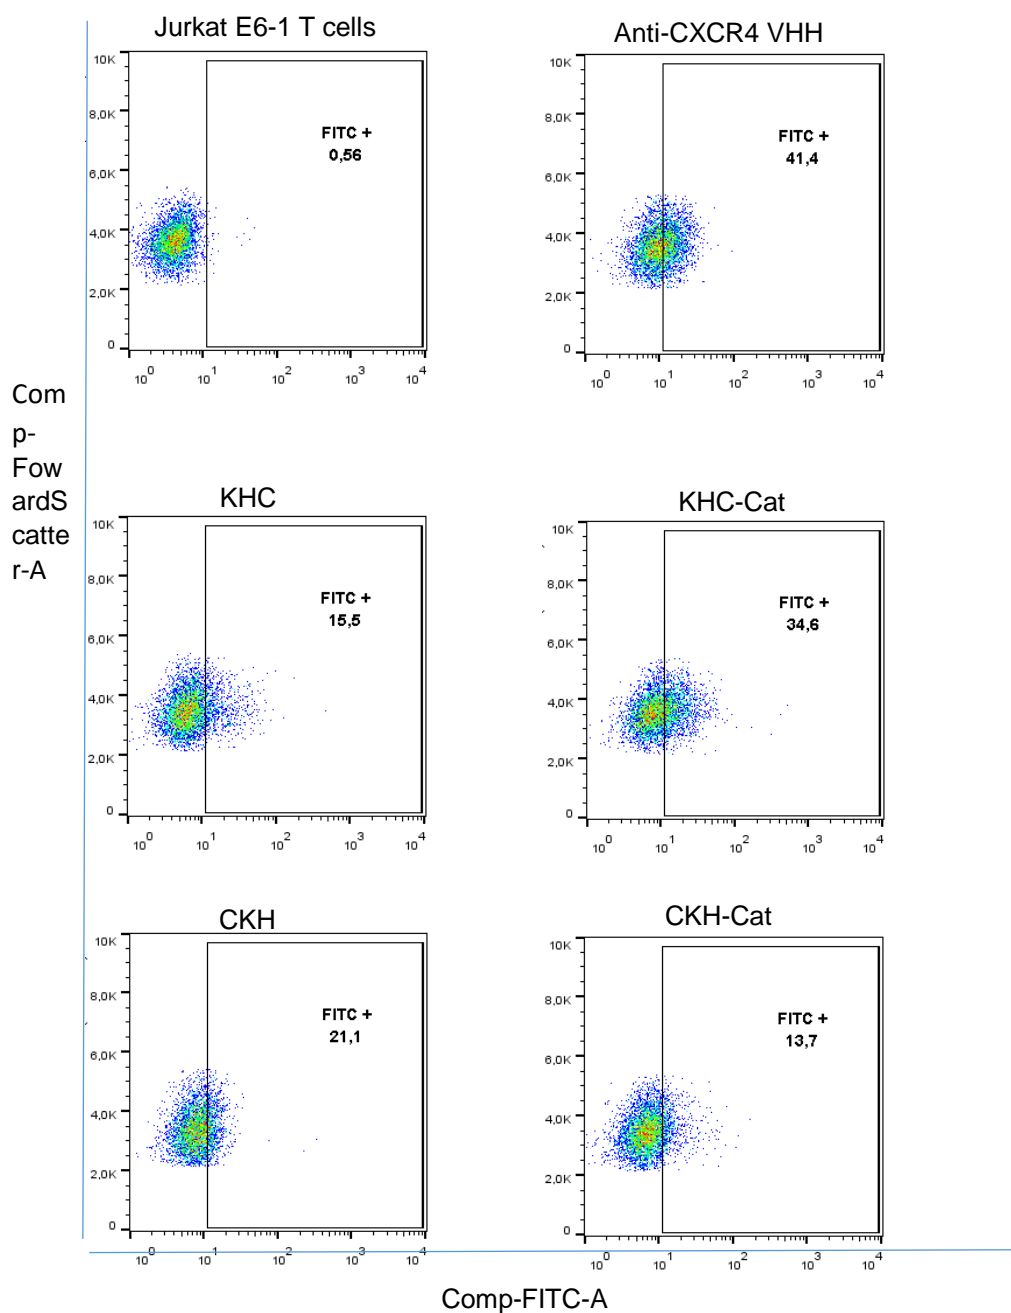 Jurkat E6-1 T cells
10K
8,0K
6,0K
4,0K
2,0K
0
FITC +
0,56
10^0 10^1 10^2 10^3 10^4
Anti-CXCR4 VHH
10K
8,0K
6,0K
4,0K
2,0K
0
FITC +
41,4
10^0 10^1 10^2 10^3 10^4
Com
p-
Fow
ardS
catte
r-A
KHC
10K
8,0K
6,0K
4,0K
2,0K
0
FITC +
15,5
10^0 10^1 10^2 10^3 10^4
KHC-Cat
10K
8,0K
6,0K
4,0K
2,0K
0
FITC +
34,6
10^0 10^1 10^2 10^3 10^4
CKH
10K
8,0K
6,0K
4,0K
2,0K
0
FITC +
21,1
10^0 10^1 10^2 10^3 10^4
CKH-Cat
10K
8,0K
6,0K
4,0K
2,0K
0
FITC +
13,7
10^0 10^1 10^2 10^3 10^4
Comp-FITC-A